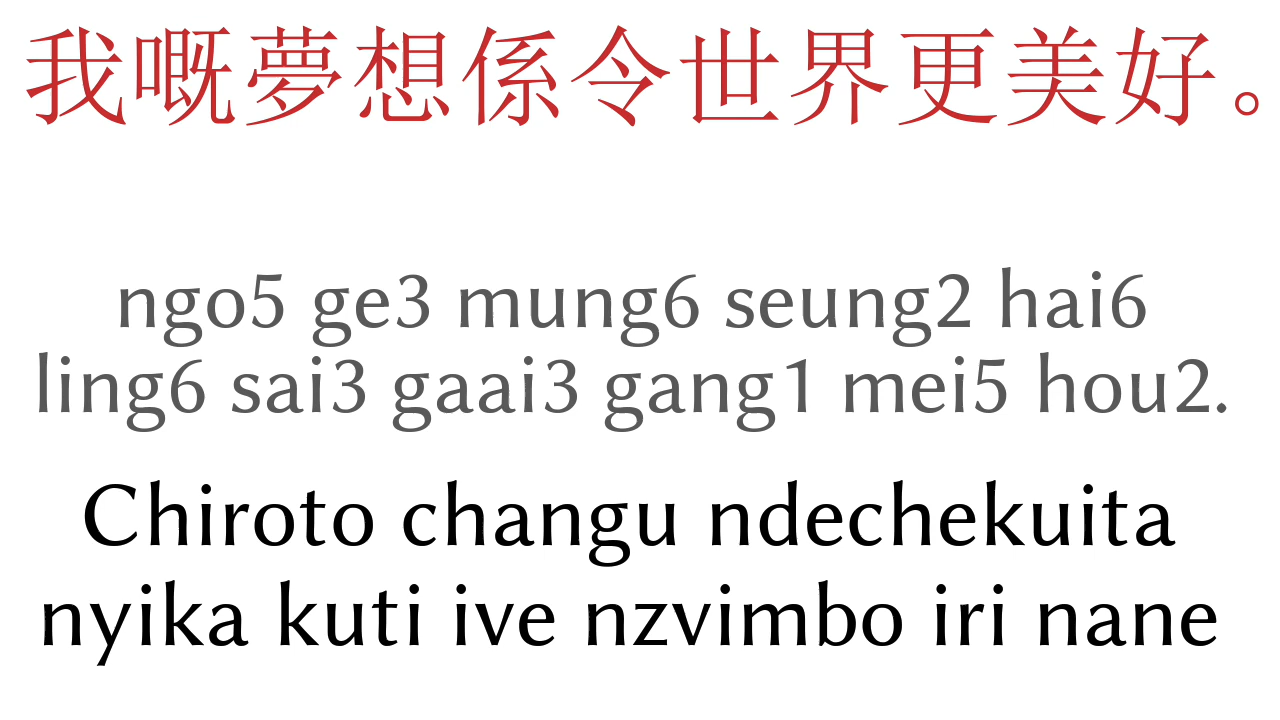 我嘅夢想係令世界更美好。
ngo5 ge3 mung6 seung2 hai6
ling6 sai3 gaai3 gang1 mei5 hou2.
Chiroto changu ndechekuita
nyika kuti ive nzvimbo iri nane